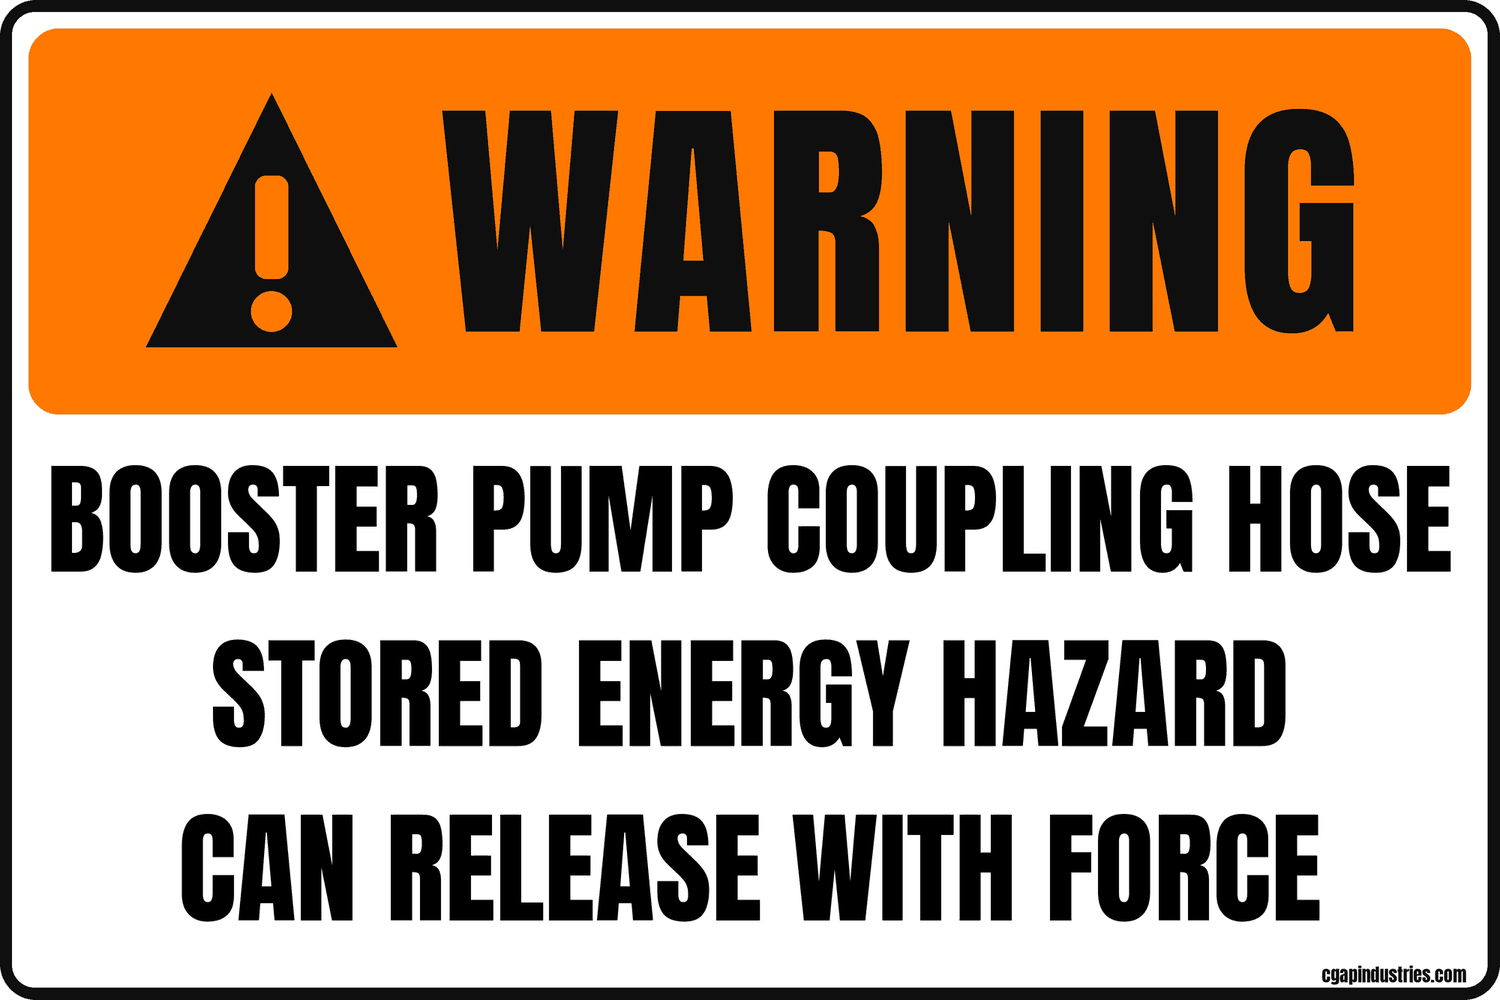 WARNING
BOOSTER PUMP COUPLING HOSE
STORED ENERGY HAZARD
CAN RELEASE WITH FORCE
cgapindustries.com